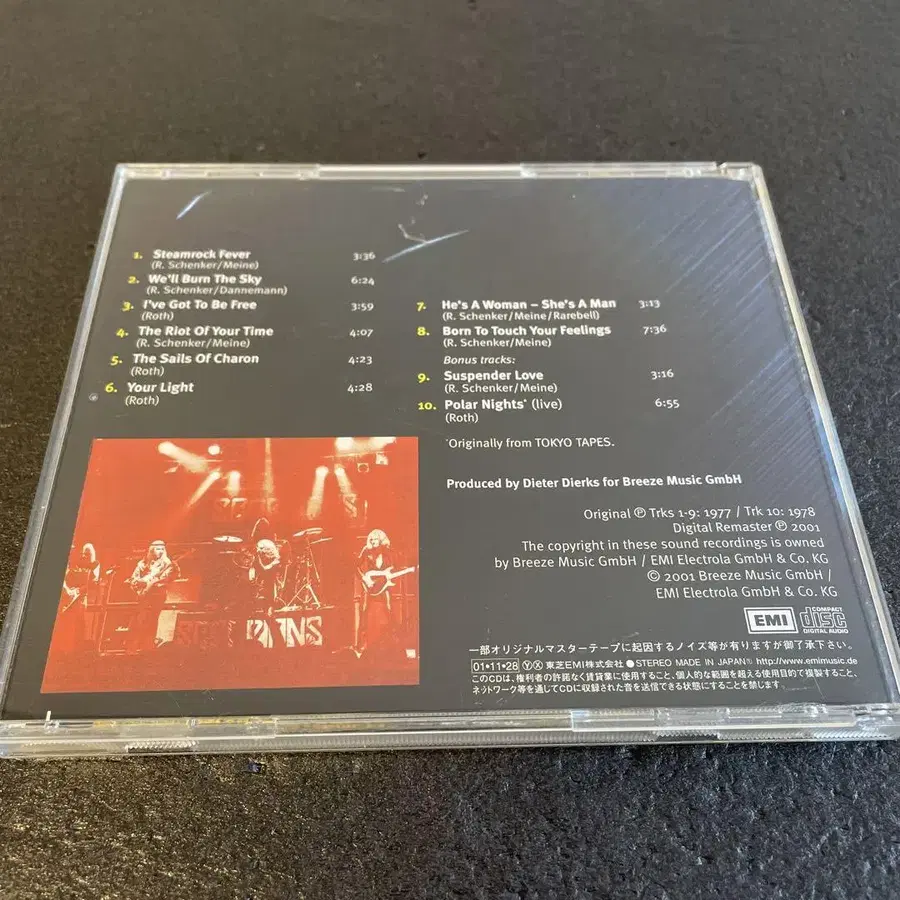 1. Steamrock Fever 3:36
(R. Schenker/Meine)
2. We'll Burn The Sky 6:24
(R. Schenker/Dannemann)
3. I've Got To Be Free 3:59
(Roth)
4. The Riot Of Your Time 4:07
(R. Schenker/Meine)
5. The Sails Of Charon 4:23
(Roth)
6. Your Light 4:28
(Roth)
7. He's A Woman – She's A Man 3:13
(R. Schenker/Meine/Rarebell)
8. Born To Touch Your Feelings 7:36
(R. Schenker/Meine)
Bonus tracks:
9. Suspender Love 3:16
(R. Schenker/Meine)
10. Polar Nights* (live) 6:55
(Roth)
*Originally from TOKYO TAPES.
Produced by Dieter Dierks for Breeze Music GmbH
Original ℗ Trks 1-9: 1977 / Trk 10: 1978
Digital Remaster ℗ 2001
The copyright in these sound recordings is owned
by Breeze Music GmbH / EMI Electrola GmbH & Co. KG
© 2001 Breeze Music GmbH /
EMI Electrola GmbH & Co. KG
EMI
COMPACT
disc
DIGITAL AUDIO
一部オリジナルマスターテープに起因するノイズ等が有りますが御了承下さい。
01•11•28 ⓎⓍ 東芝EMI株式会社 ●STEREO MADE IN JAPAN http://www.emimusic.de
このCDは、権利者の許諾なく賃貸業に使用すること、個人的な範囲を超える使用目的で複製すること、
ネットワーク等を通してCDに収録された音を送信できる状態にすることを禁じます。